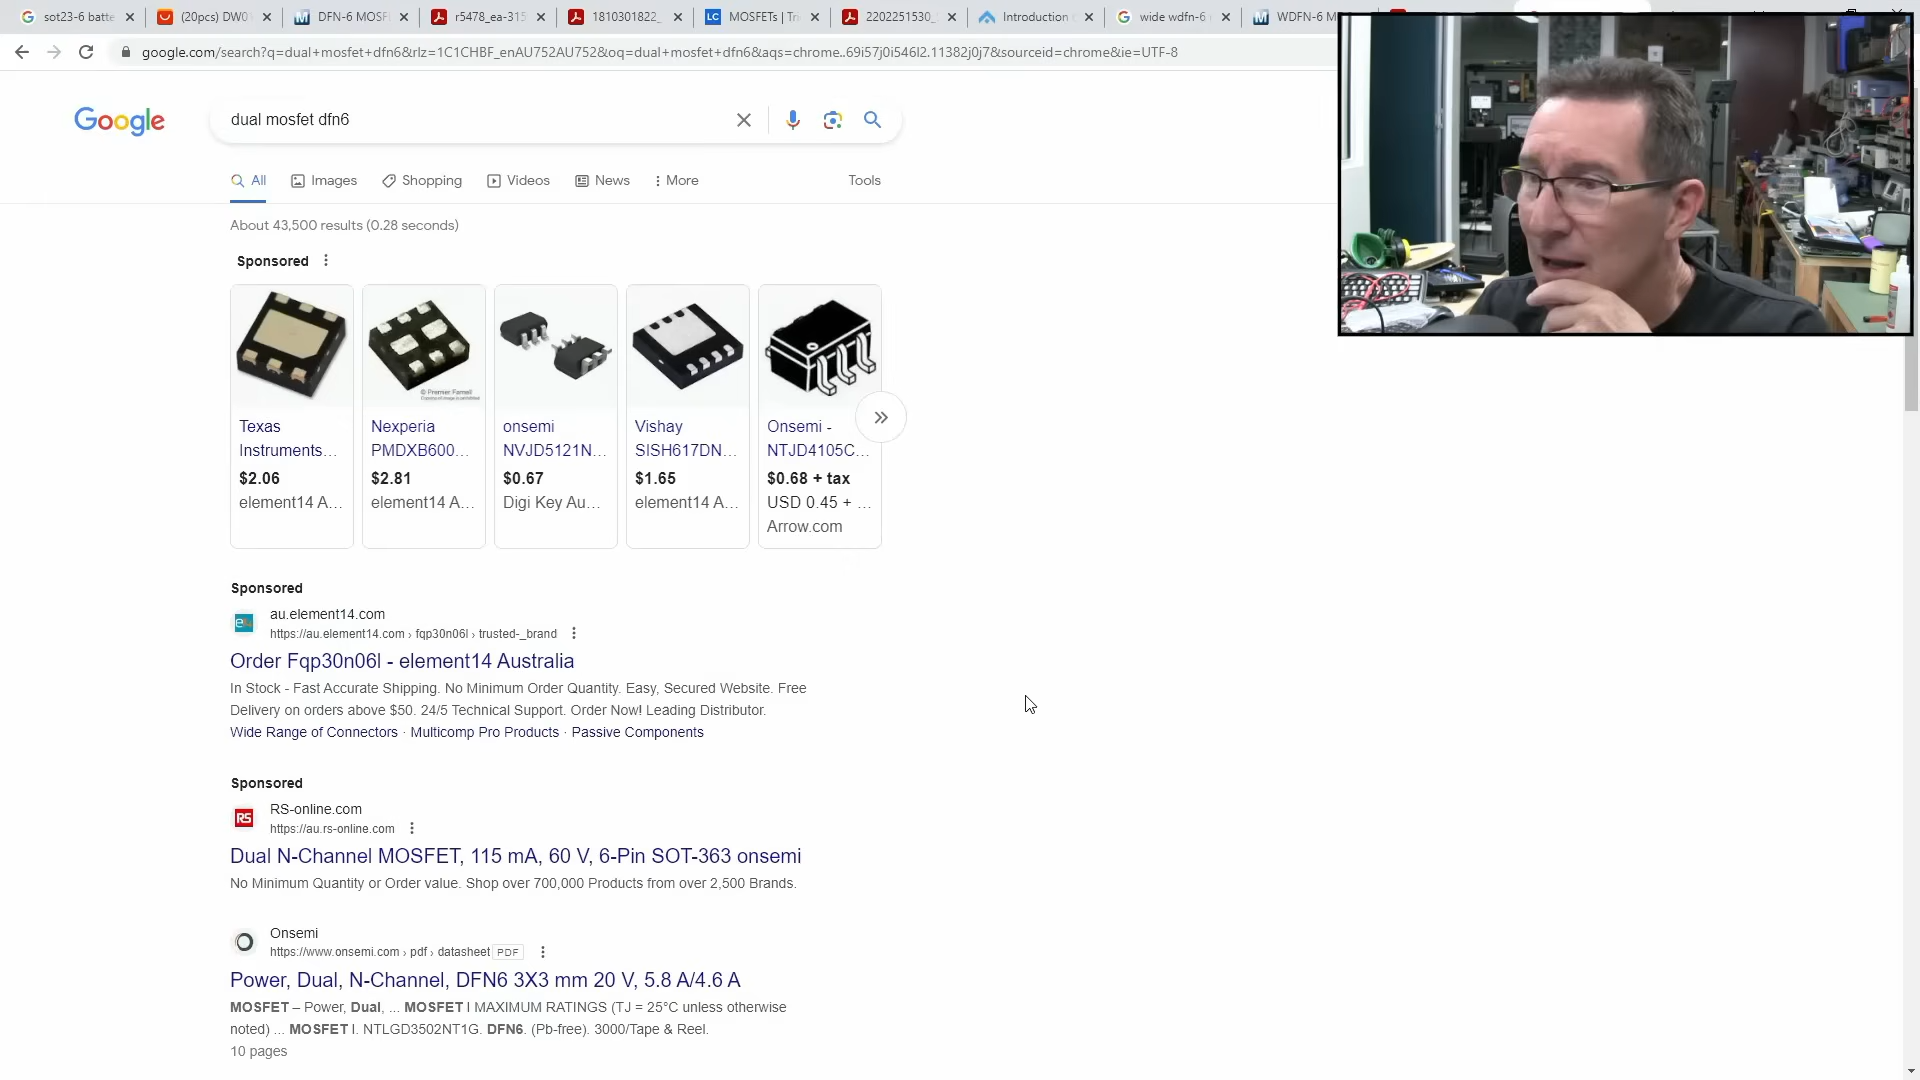 sot23-6 batte
(20pcs) DW01
DFN-6 MOSF
r5478_ea-315
1810301822_
MOSFETs | Tra
2202251530_
Introduction
wide wdfn-6
WDFN-6 M
google.com/search?q=dual+mosfet+dfn6&rlz=1C1CHBF_enAU752AU752&oq=dual+mosfet+dfn6&aqs=chrome..69i57j0i546l2.11382j0j7&sourceid=chrome&ie=UTF-8
Google
dual mosfet dfn6
All
Images
Shopping
Videos
News
More
Tools
About 43,500 results (0.28 seconds)
Sponsored
Texas
Instruments...
$2.06
element14 A...
Nexperia
PMDXB600...
$2.81
element14 A...
onsemi
NVJD5121N...
$0.67
Digi Key Au...
Vishay
SISH617DN...
$1.65
element14 A...
Onsemi -
NTJD4105C...
$0.68 + tax
USD 0.45 + ...
Arrow.com
Sponsored
au.element14.com
https://au.element14.com › fqp30n06l › trusted-_brand
Order Fqp30n06l - element14 Australia
In Stock - Fast Accurate Shipping. No Minimum Order Quantity. Easy, Secured Website. Free
Delivery on orders above $50. 24/5 Technical Support. Order Now! Leading Distributor.
Wide Range of Connectors · Multicomp Pro Products · Passive Components
Sponsored
RS
RS-online.com
https://au.rs-online.com
Dual N-Channel MOSFET, 115 mA, 60 V, 6-Pin SOT-363 onsemi
No Minimum Quantity or Order value. Shop over 700,000 Products from over 2,500 Brands.
Onsemi
https://www.onsemi.com › pdf › datasheet PDF
Power, Dual, N-Channel, DFN6 3X3 mm 20 V, 5.8 A/4.6 A
MOSFET – Power, Dual, ... MOSFET I MAXIMUM RATINGS (TJ = 25°C unless otherwise
noted) ... MOSFET I. NTLGD3502NT1G. DFN6. (Pb-free). 3000/Tape & Reel.
10 pages